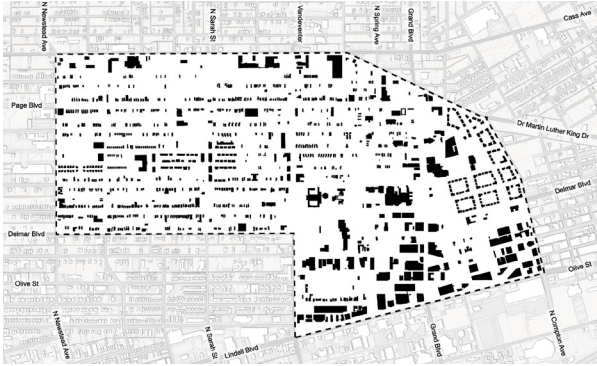 N Newstead Ave
N Sarah St
Vandeventer
N Spring Ave
Grand Blvd
Cass Ave
Page Blvd
Dr Martin Luther King Dr
Delmar Blvd
Delmar Blvd
Olive St
Olive St
N Newstead Ave
N Sarah St
Lindell Blvd
Grand Blvd
N Compton Ave